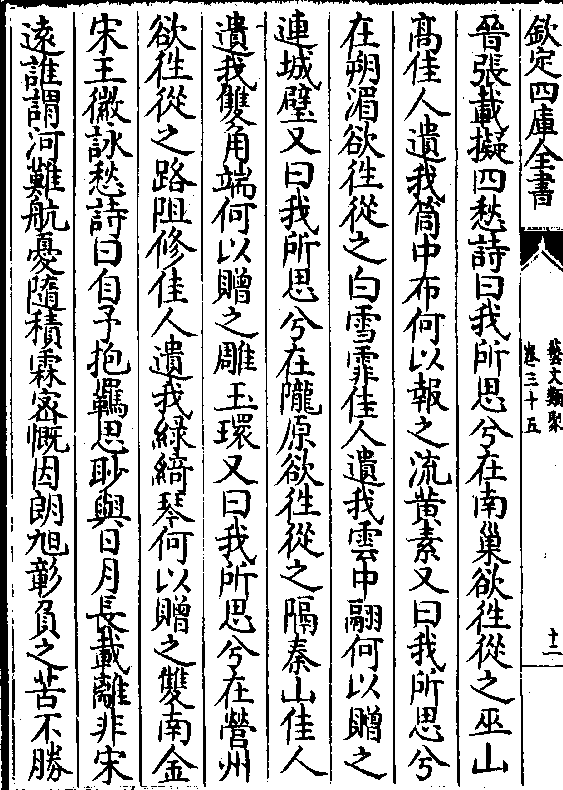 欽定四庫全書
藝文類聚
卷三十五
十二
晉張載擬四愁詩曰我所思兮在南巢欲往從之巫山
髙佳人遺我筒中布何以報之流黄素又曰我所思兮
在朔湄欲往從之白雪霏佳人遺我雲中翮何以贈之
連城璧又曰我所思兮在隴原欲往從之隔秦山佳人
遺我雙角端何以贈之雕玉環又曰我所思兮在營州
欲往從之路阻修佳人遺我緑綺琴何以贈之雙南金
宋王微詠愁詩曰自予抱羈思眇與日月長載離非宋
遠誰謂河難航憂隨積霖密慨因朗旭彰負之苦不勝